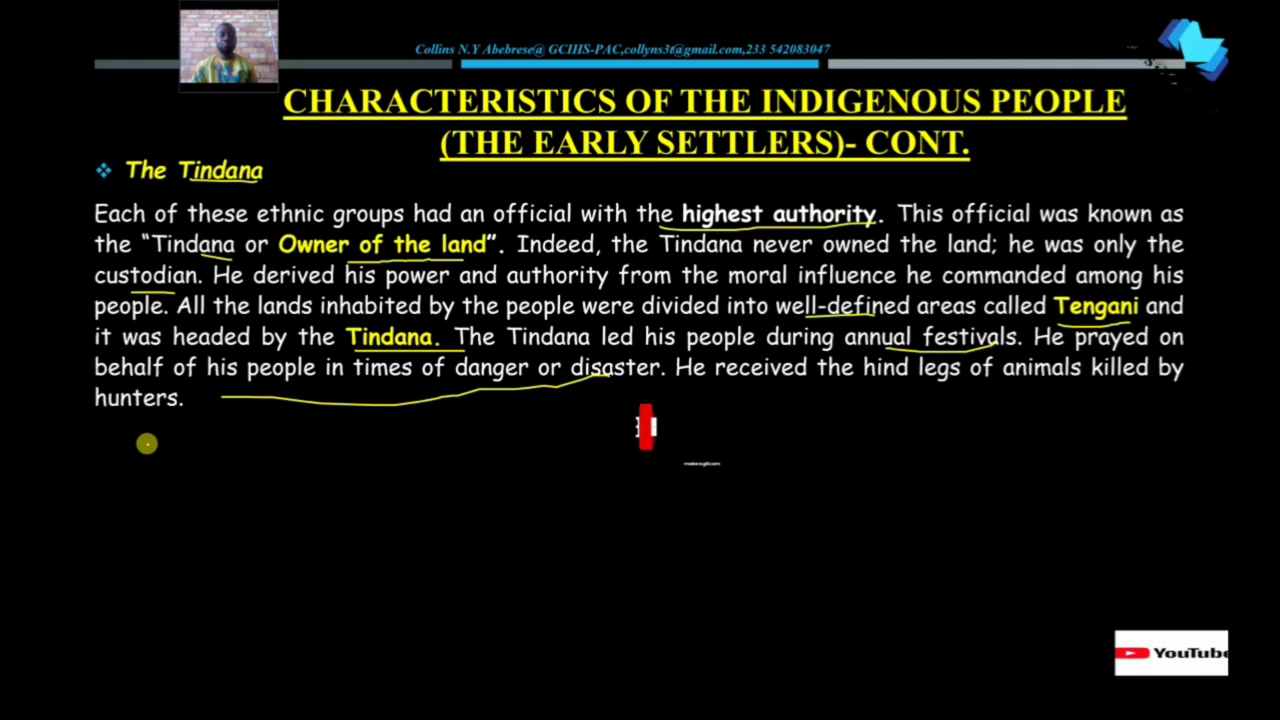 Collins N.Y Abebrese@ GCIHS-PAC,collyns3t@gmail.com,233 542083047
CHARACTERISTICS OF THE INDIGENOUS PEOPLE
(THE EARLY SETTLERS)- CONT.
❖ The Tindana
Each of these ethnic groups had an official with the highest authority. This official was known as
the “Tindana or Owner of the land”. Indeed, the Tindana never owned the land; he was only the
custodian. He derived his power and authority from the moral influence he commanded among his
people. All the lands inhabited by the people were divided into well-defined areas called Tengani and
it was headed by the Tindana. The Tindana led his people during annual festivals. He prayed on
behalf of his people in times of danger or disaster. He received the hind legs of animals killed by
hunters.
makeagif.com
YouTube